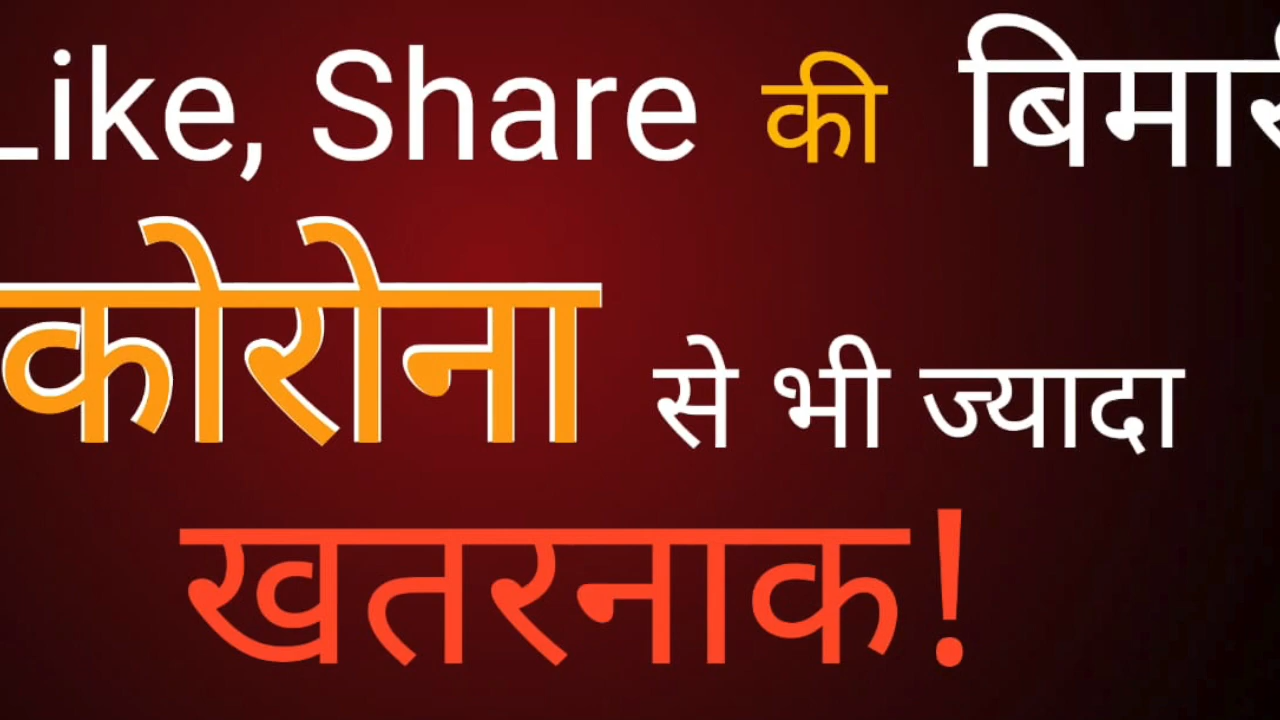 Like, Share की बिमारी
कोरोना से भी ज्यादा
खतरनाक!